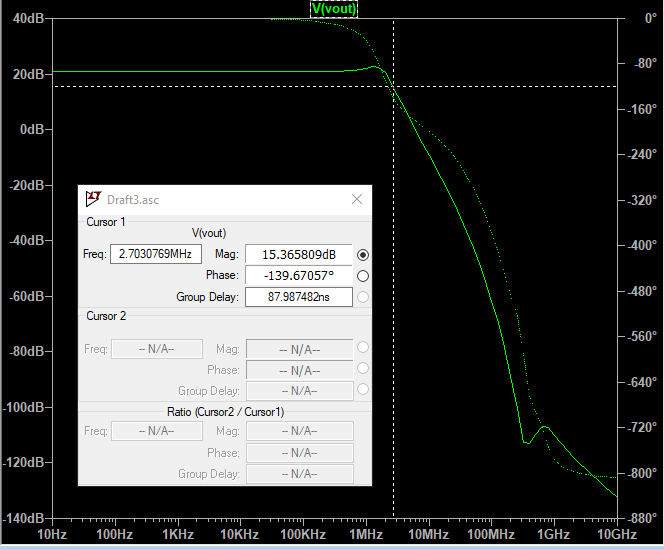 V(vout)
40dB
20dB
0dB
-20dB
-40dB
-60dB
-80dB
-100dB
-120dB
-140dB
0°
-80°
-160°
-240°
-320°
-400°
-480°
-560°
-640°
-720°
-800°
-880°
Draft3.asc
Cursor 1
V(vout)
Freq: 2.7030769MHz Mag: 15.365809dB
Phase: -139.67057°
Group Delay: 87.987482ns
Cursor 2
Freq: -- N/A-- Mag: -- N/A--
Phase: -- N/A--
Group Delay: -- N/A--
Ratio (Cursor2 / Cursor1)
Freq: -- N/A-- Mag: -- N/A--
Phase: -- N/A--
Group Delay: -- N/A--
10Hz 100Hz 1KHz 10KHz 100KHz 1MHz 10MHz 100MHz 1GHz 10GHz